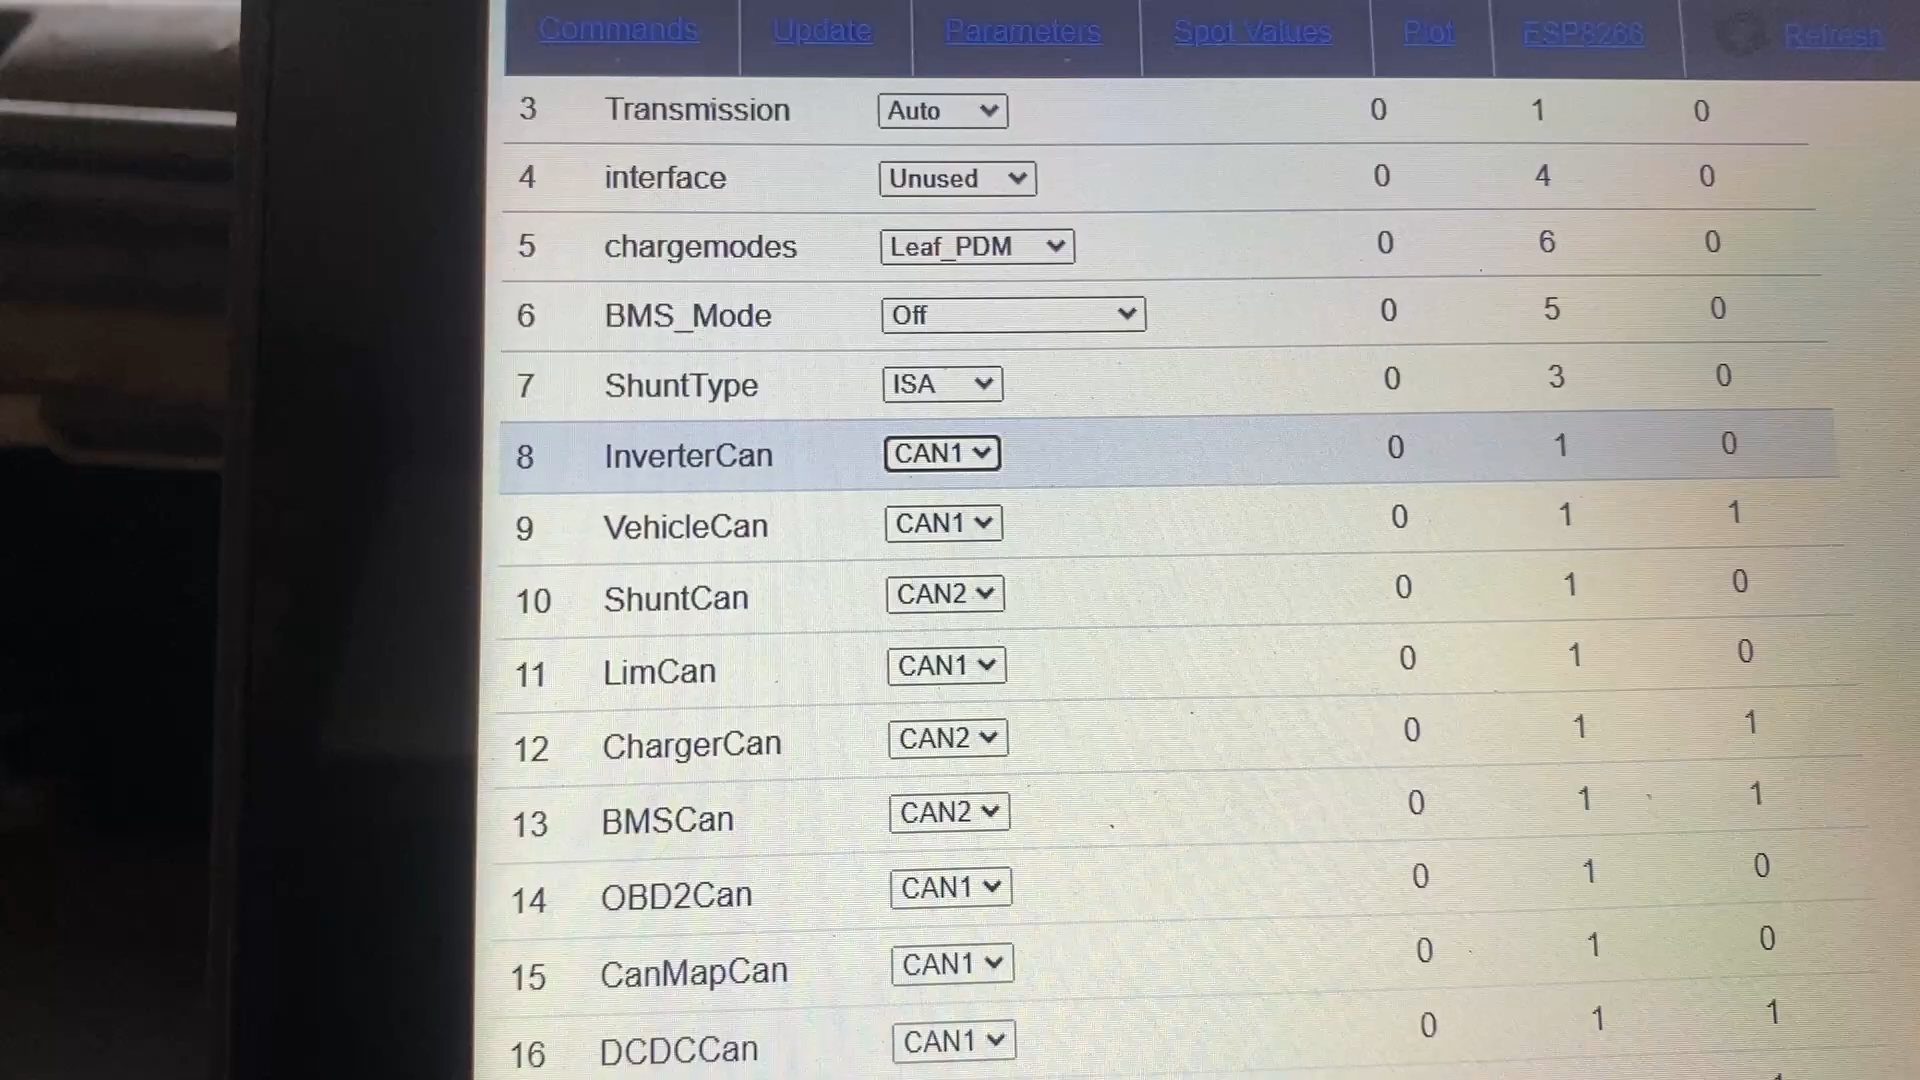 Commands Update Parameters Spot Values Plot ESP8266 Refresh
3 Transmission Auto 0 1 0
4 interface Unused 0 4 0
5 chargemodes Leaf_PDM 0 6 0
6 BMS_Mode Off 0 5 0
7 ShuntType ISA 0 3 0
8 InverterCan CAN1 0 1 0
9 VehicleCan CAN1 0 1 1
10 ShuntCan CAN2 0 1 0
11 LimCan CAN1 0 1 0
12 ChargerCan CAN2 0 1 1
13 BMSCan CAN2 0 1 1
14 OBD2Can CAN1 0 1 0
15 CanMapCan CAN1 0 1 0
16 DCDCCan CAN1 0 1 1